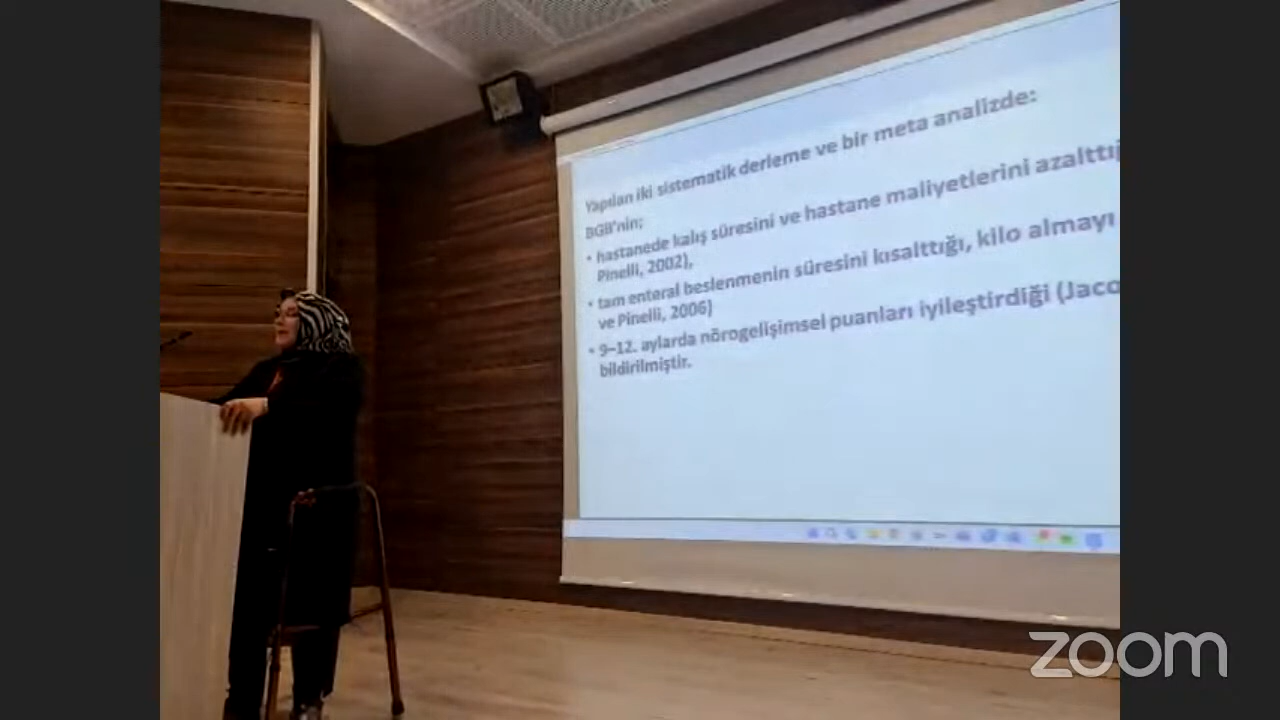 Yapılan iki sistematik derleme ve bir meta analizde:
BGB'nin;
• hastanede kalış süresini ve hastane maliyetlerini azalttığ
Pinelli, 2002),
• tam enteral beslenmenin süresini kısalttığı, kilo almayı
ve Pinelli, 2006)
• 9–12. aylarda nörogelişimsel puanları iyileştirdiği (Jaco
bildirilmiştir.
zoom